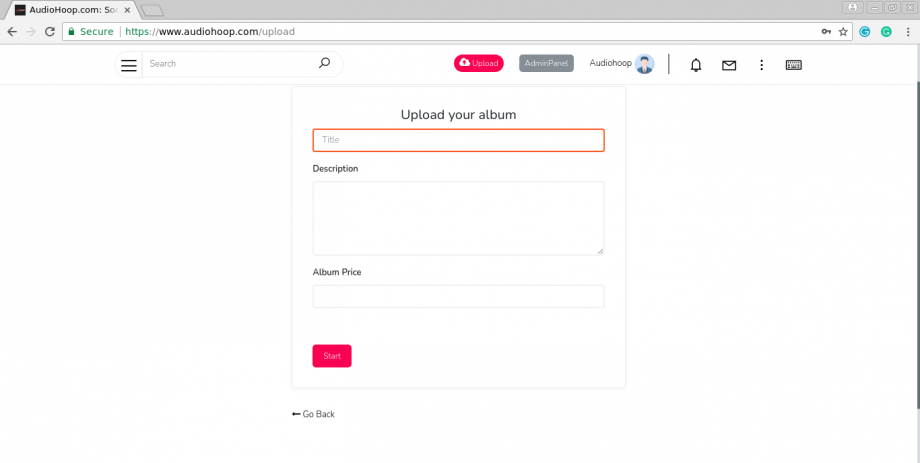 AudioHoop.com: Soc
Secure https://www.audiohoop.com/upload
Search Upload AdminPanel Audiohoop
Upload your album
Title
Description
Album Price
Start
Go Back